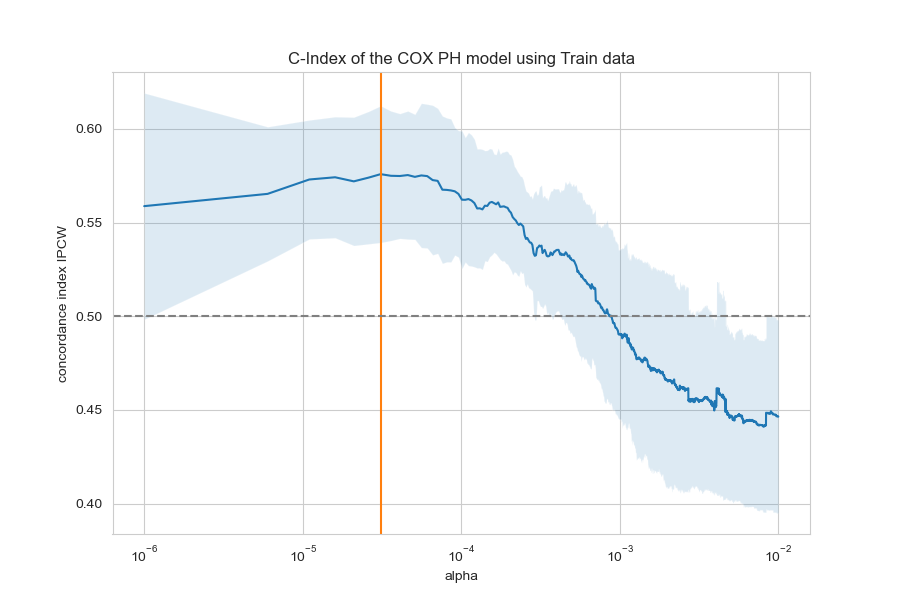 C-Index of the COX PH model using Train data
concordance index IPCW
0.60
0.55
0.50
0.45
0.40
10⁻⁶ 10⁻⁵ 10⁻⁴ 10⁻³ 10⁻²
alpha